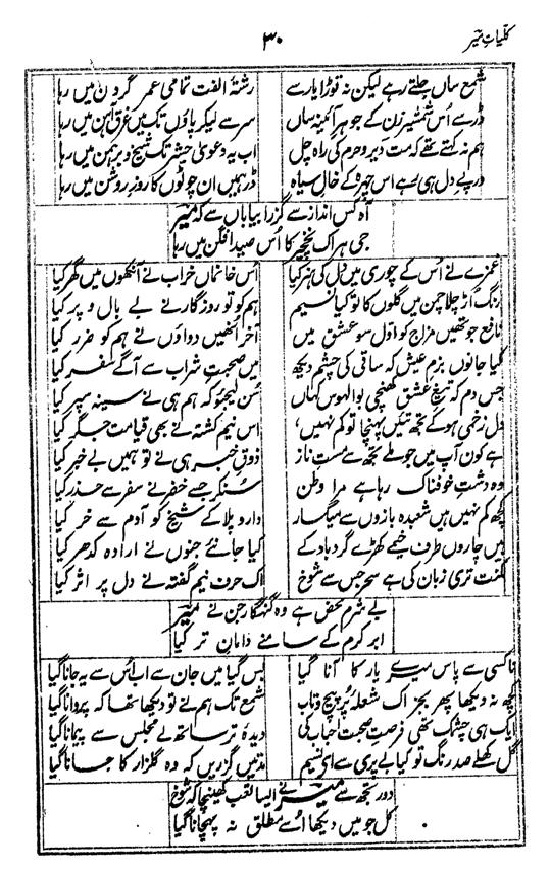 کلیاتِ میر
۳۰
شمع ساں جلتے رہے لیکن نہ توڑا یار سے رشتۂ الفت تمامی عمر گردن میں رہا
ڈر سے اُس شمشیر زن کے جوہرِ آئینہ ساں سر سے لیکر پاؤں تک میں غرقِ آہن میں رہا
ہم نہ کہتے تھے کہ مت دیر و حرم کی راہ چل اب یہ دعویٰ حشر تک شیخ و برہمن میں رہا
درپےِ دل ہی رہے اس چہرہ کے خالِ سیاہ ڈر ہمیں ان چوٹوں کا روزِ روشن میں رہا
آہ کس انداز سے گزرا بیاباں سے کہ میرؔ
جی ہر اک نخچیر کا اُس صید افگن میں رہا
غمزے نے اُس کے چوری میں دل کی ہنر کیا اس خانماں خراب نے آنکھوں میں گھر کیا
رنگ اُڑ چلا چمن میں گلوں کا تو کیا نسیم ہم کو تو روزگار نے بے بال و پر کیا
نافع جو تھیں مزاج کو اول سو عشق میں آخر انھیں دواؤں نے ہم کو ضرر کیا
کیا جانوں بزمِ عیش کہ ساقی کی چشم دیکھ میں صحبتِ شراب سے آگے سفر کیا
جس دم کہ تیغِ عشق کھنچی بوالہوس کہاں سُن لیجیو کہ ہم ہی نے سینہ سپر کیا
دل زخمی ہو کے تجھ تئیں پہنچا تو کم نہیں اس نیم کشتہ نے بھی قیامت جگر کیا
ہے کون آپ میں جو ملے تجھ سے مستِ ناز ذوقِ خبر ہی نے تو ہمیں بے خبر کیا
وہ دشتِ خوفناک رہا ہے مرا وطن سُنکر جسے خضر نے سفر سے حذر کیا
کچھ کم نہیں ہیں شعبدہ بازوں سے میگسار دارو پلا کے شیخ کو آدم سے خر کیا
ہیں چاروں طرف خیمے کھڑے گردباد کے کیا جانئے جنوں نے ارادہ کدھر کیا
لکنت تری زبان کی ہے سحر جس سے شوخ اک حرفِ نیم گفتہ نے دل پر اثر کیا
بے شرم محض ہے وہ گنہگار جن نے میرؔ
ابرِ کرم کے سامنے داماں تر کیا
ناکسی سے پاس میرے یار کا آنا گیا بس گیا میں جان سے اب اُس سے یہ جانا گیا
کچھ نہ دیکھا پھر بجز اک شعلۂ پُر پیچ و تاب شمع تک ہم نے تو دیکھا تھا کہ پروانا گیا
ایک ہی چشمک تھی فرصت صحبتِ احباب کی دیدۂ تر ساتھ لے مجلس سے پیمانا گیا
گل کھلے صد رنگ تو کیا بے پری سے اے نسیم مدتیں گزریں کہ وہ گلزار کا جانا گیا
دور تجھ سے میرؔ نے ایسا تعب کھینچا کہ شوخ
کل جو میں دیکھا اُسے مطلق نہ پہچانا گیا